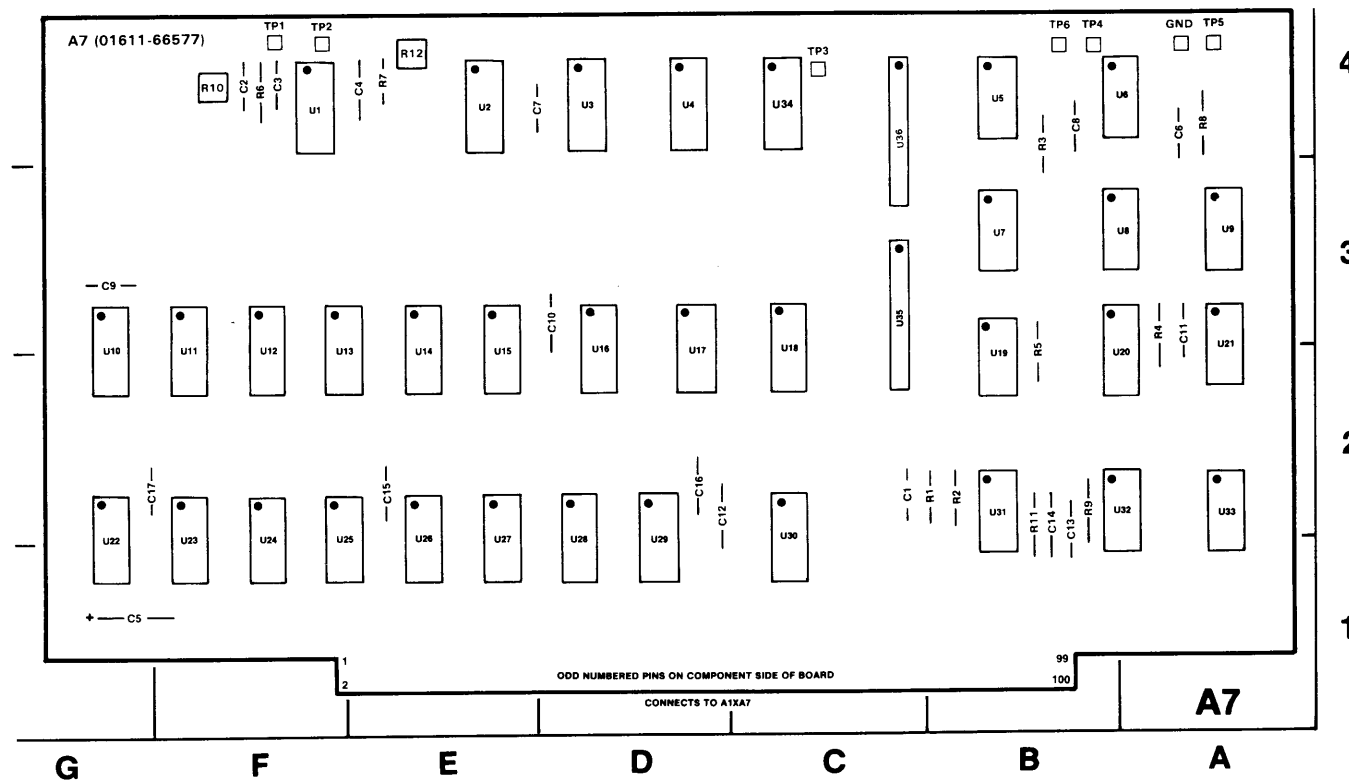 TP1 TP2 TP6 TP4 GND TP5
A7 (01611-66577) R12 TP3 4
R10 C2 R6 C3 U1 C4 R7 U2 C7 U3 U4 U34 U36 U5 R3 C8 U6 C6 R8
U7 U8 U9
3
C9
U10 U11 U12 U13 U14 U15 C10 U16 U17 U18 U35 U19 R5 U20 R4 C11 U21
2
C17 C15 C16 C12 C1 R1 R2
U22 U23 U24 U25 U26 U27 U28 U29 U30 U31 R11 C14 C13 R9 U32 U33
+ C5
1
1 99
ODD NUMBERED PINS ON COMPONENT SIDE OF BOARD
2 100
CONNECTS TO A1XA7
A7
G F E D C B A